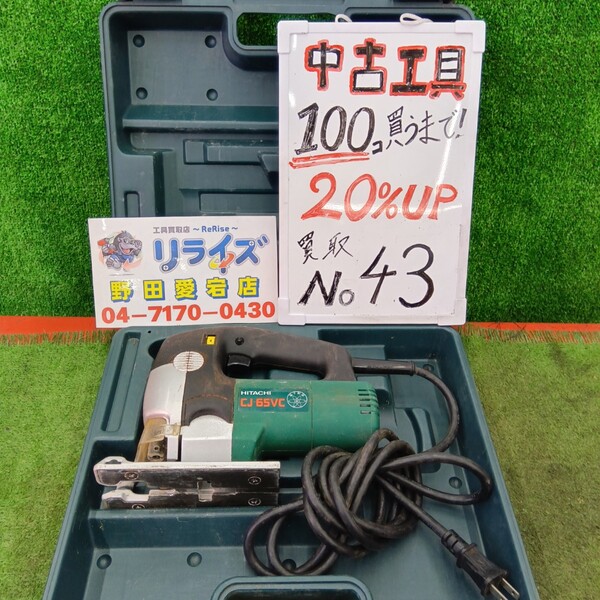 中古工具
100コ買うまで!
20%UP
買取
No 43
工具買取店 ～ReRise～
リライズ
野田愛宕店
04-7170-0430
HITACHI
CJ 65VC